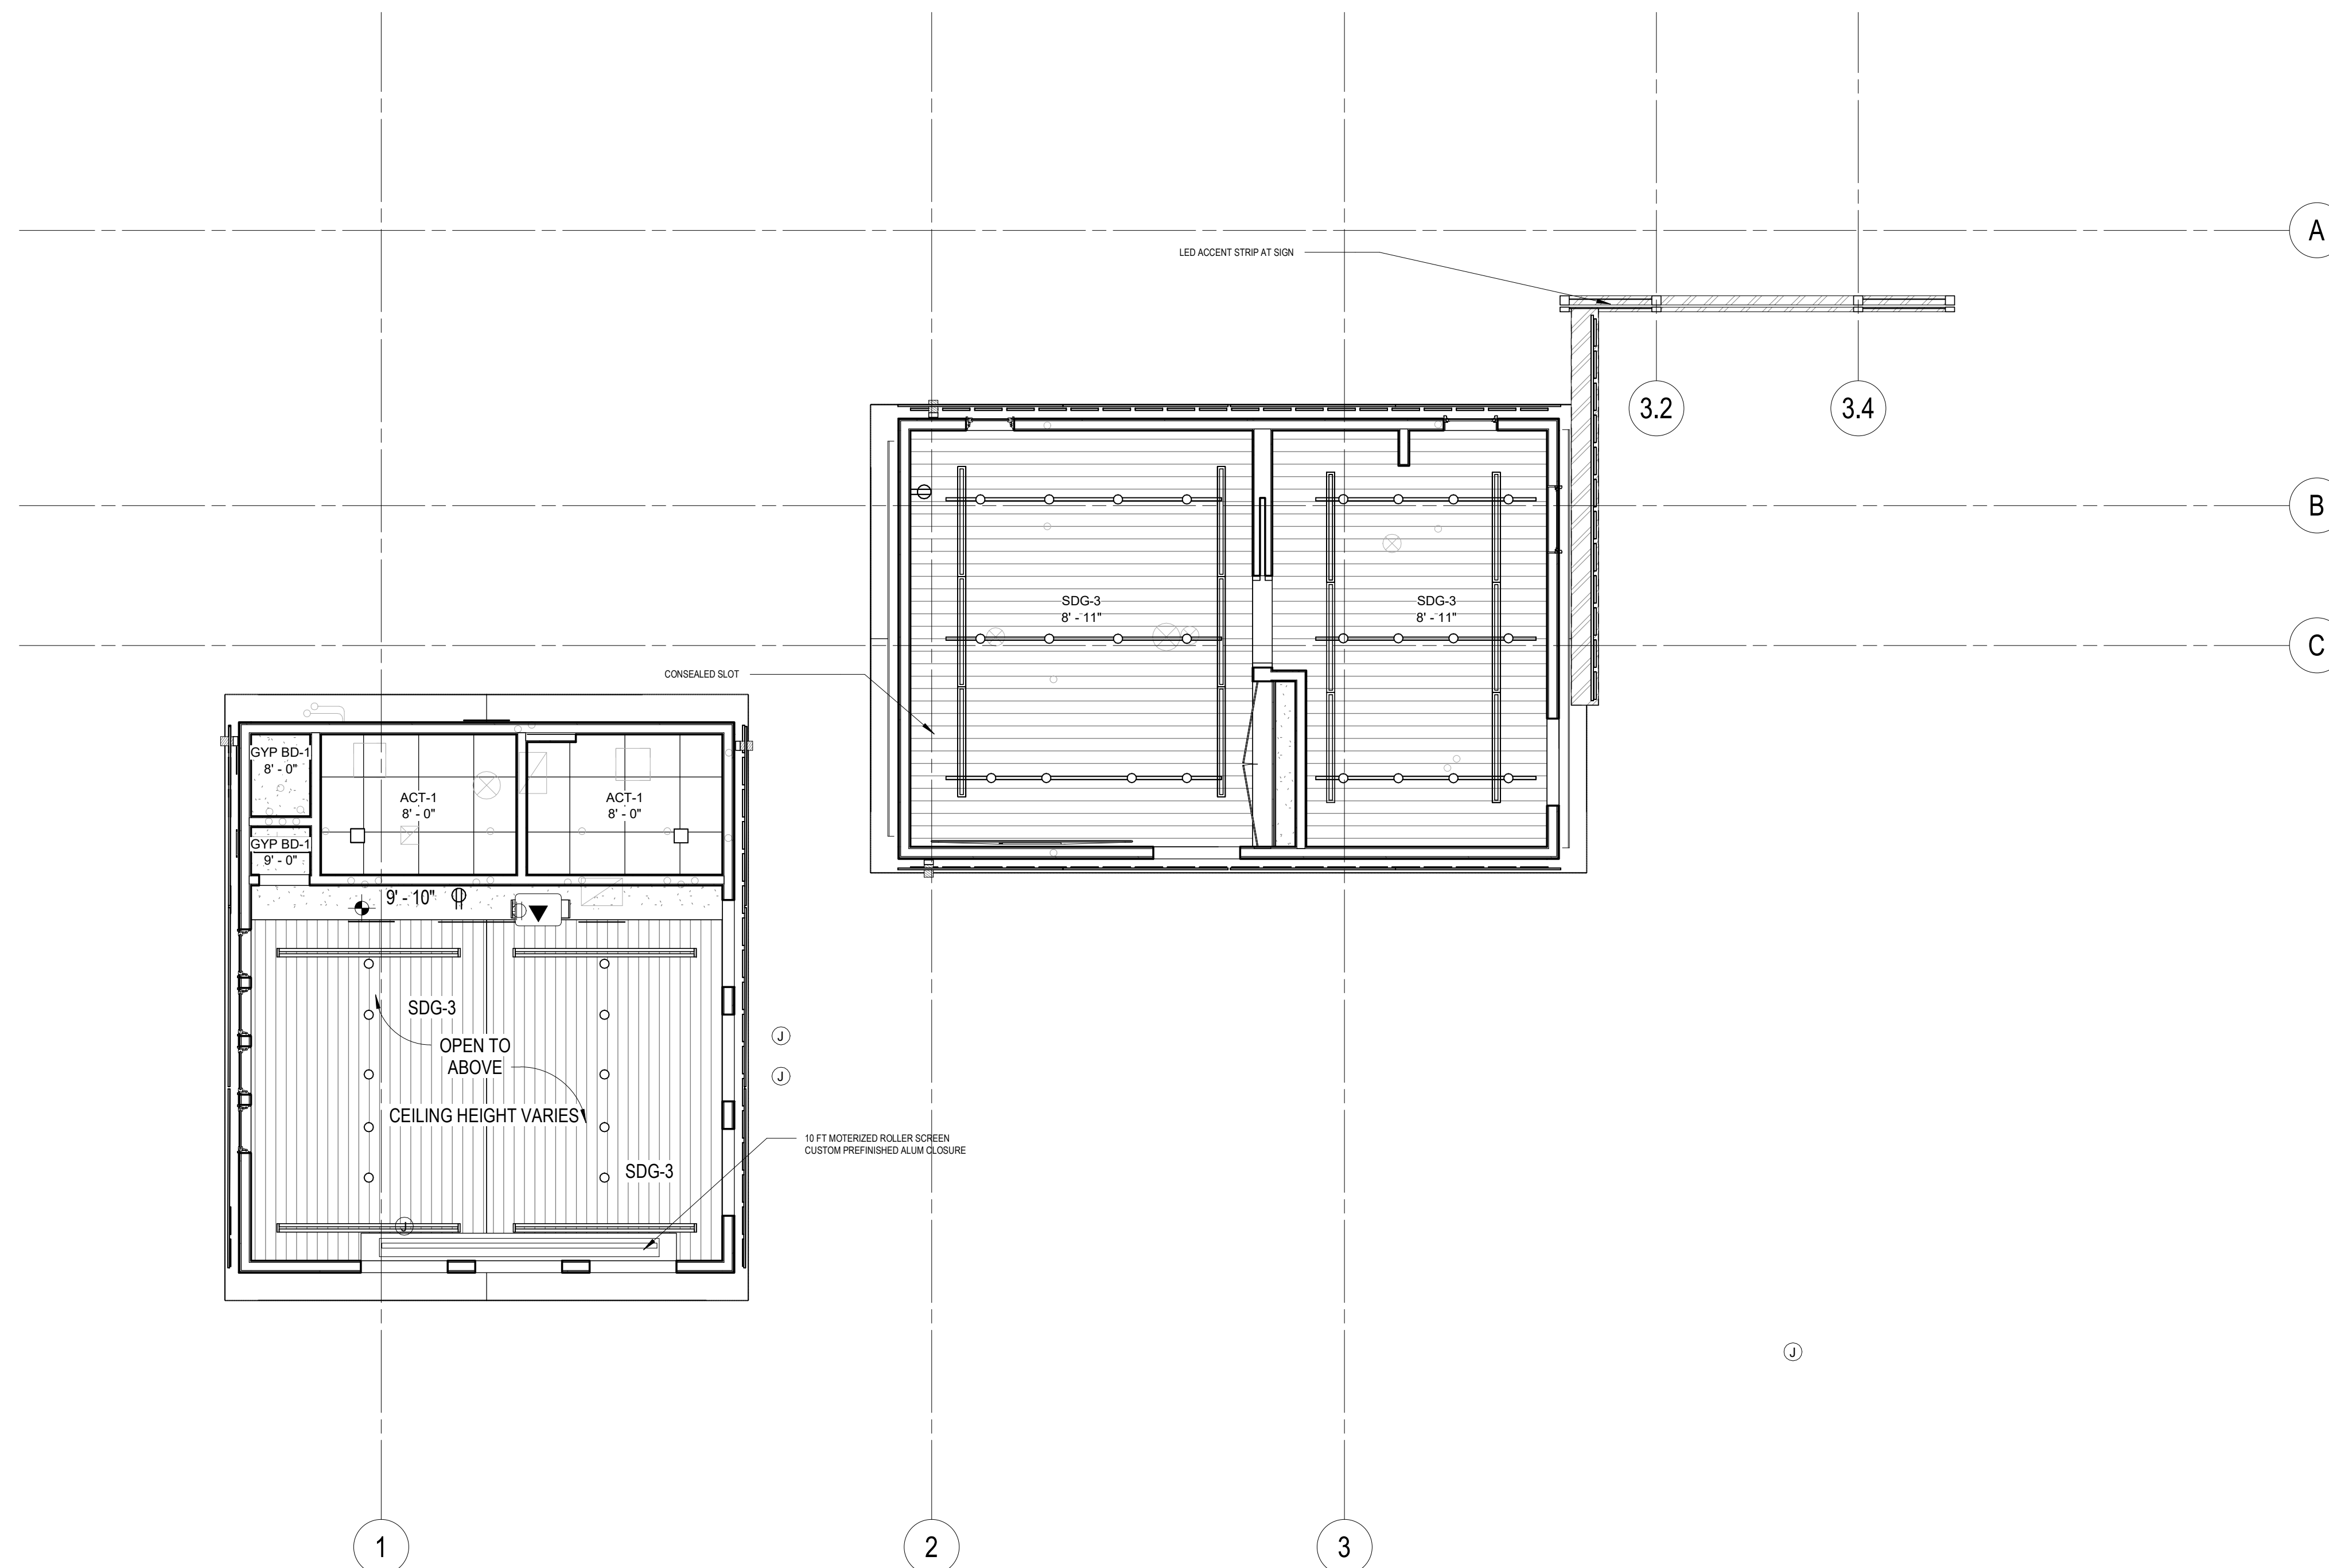 A
LED ACCENT STRIP AT SIGN
3.2
3.4
B
SDG-3
8' - 11"
SDG-3
8' - 11"
C
CONSEALED SLOT
GYP BD-1
8' - 0"
ACT-1
8' - 0"
ACT-1
8' - 0"
GYP BD-1
9' - 0"
9' - 10"
SDG-3
OPEN TO
ABOVE
J
J
CEILING HEIGHT VARIES
10 FT MOTERIZED ROLLER SCREEN
CUSTOM PREFINISHED ALUM CLOSURE
SDG-3
J
J
1
2
3